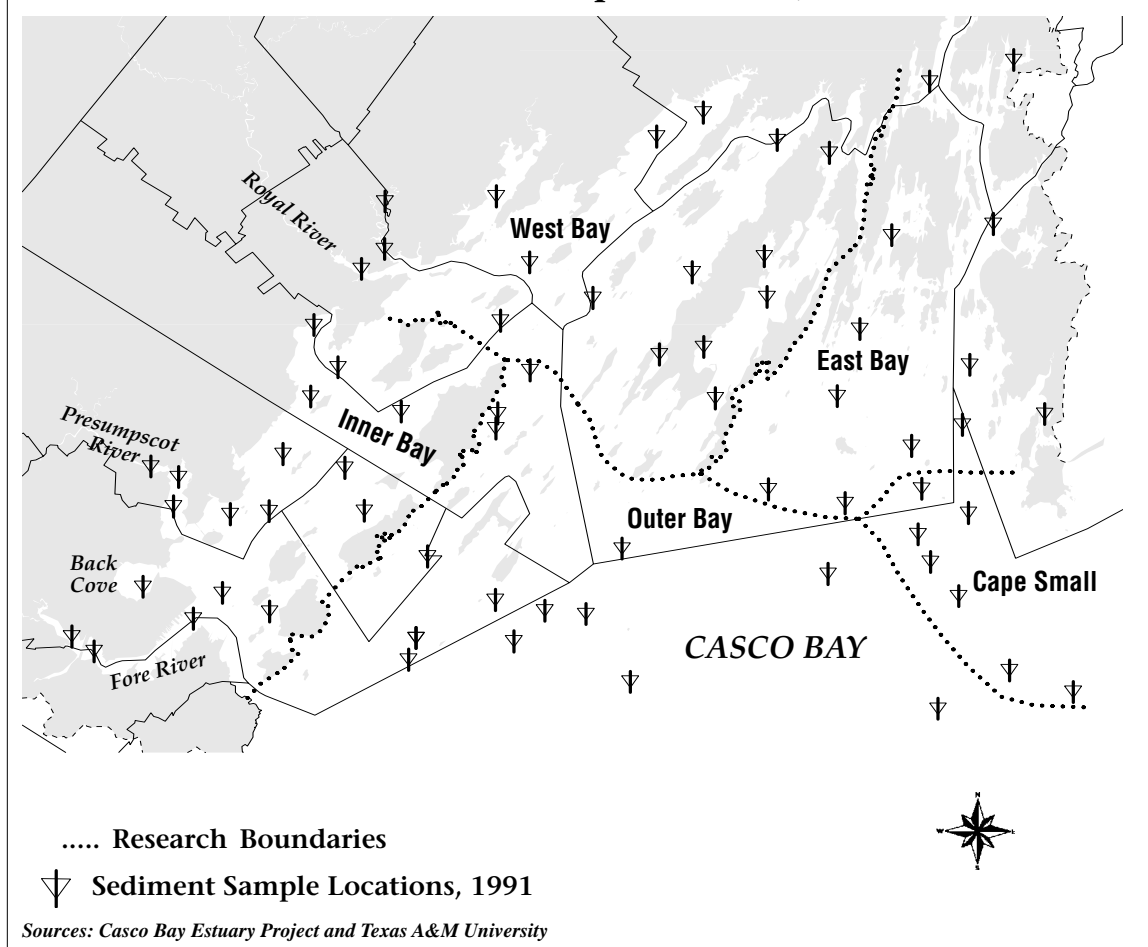 West Bay
Royal River
East Bay
Inner Bay
Presumpscot
River
Outer Bay
Back
Cove
Cape Small
CASCO BAY
Fore River
N
W
E
S
..... Research Boundaries
Sediment Sample Locations, 1991
Sources: Casco Bay Estuary Project and Texas A&M University